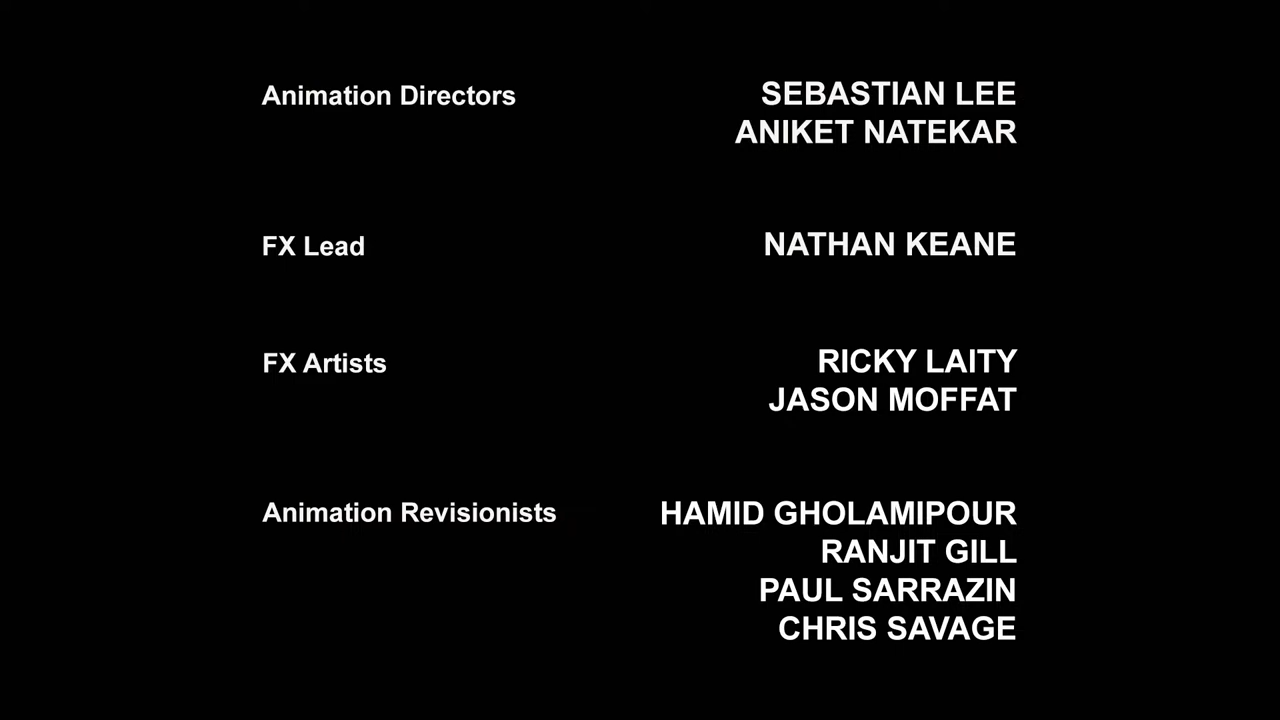 Animation Directors SEBASTIAN LEE
ANIKET NATEKAR
FX Lead NATHAN KEANE
FX Artists RICKY LAITY
JASON MOFFAT
Animation Revisionists HAMID GHOLAMIPOUR
RANJIT GILL
PAUL SARRAZIN
CHRIS SAVAGE